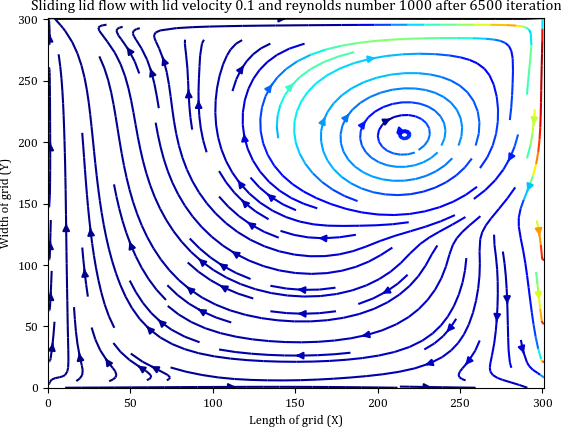 Sliding lid flow with lid velocity 0.1 and reynolds number 1000 after 6500 iteration
300
250
200
150
100
50
0
Width of grid (Y)
0 50 100 150 200 250 300
Length of grid (X)